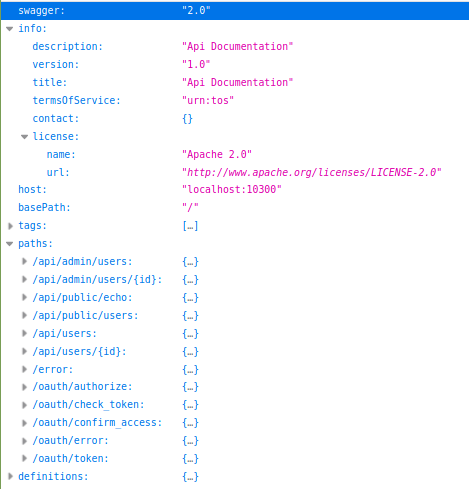 swagger: "2.0"
info:
description: "Api Documentation"
version: "1.0"
title: "Api Documentation"
termsOfService: "urn:tos"
contact: {}
license:
name: "Apache 2.0"
url: "http://www.apache.org/licenses/LICENSE-2.0"
host: "localhost:10300"
basePath: "/"
tags: […]
paths:
/api/admin/users: {…}
/api/admin/users/{id}: {…}
/api/public/echo: {…}
/api/public/users: {…}
/api/users: {…}
/api/users/{id}: {…}
/error: {…}
/oauth/authorize: {…}
/oauth/check_token: {…}
/oauth/confirm_access: {…}
/oauth/error: {…}
/oauth/token: {…}
definitions: {…}